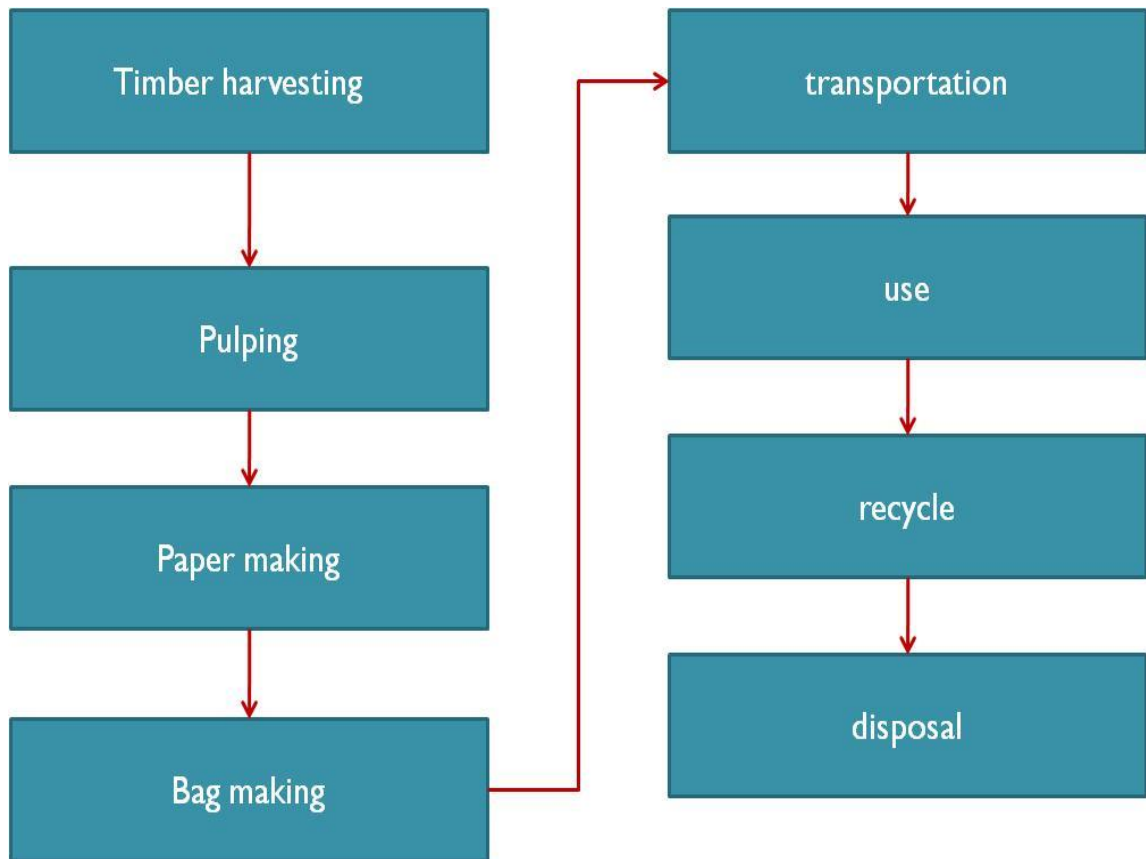 Timber harvesting
Pulping
Paper making
Bag making
transportation
use
recycle
disposal